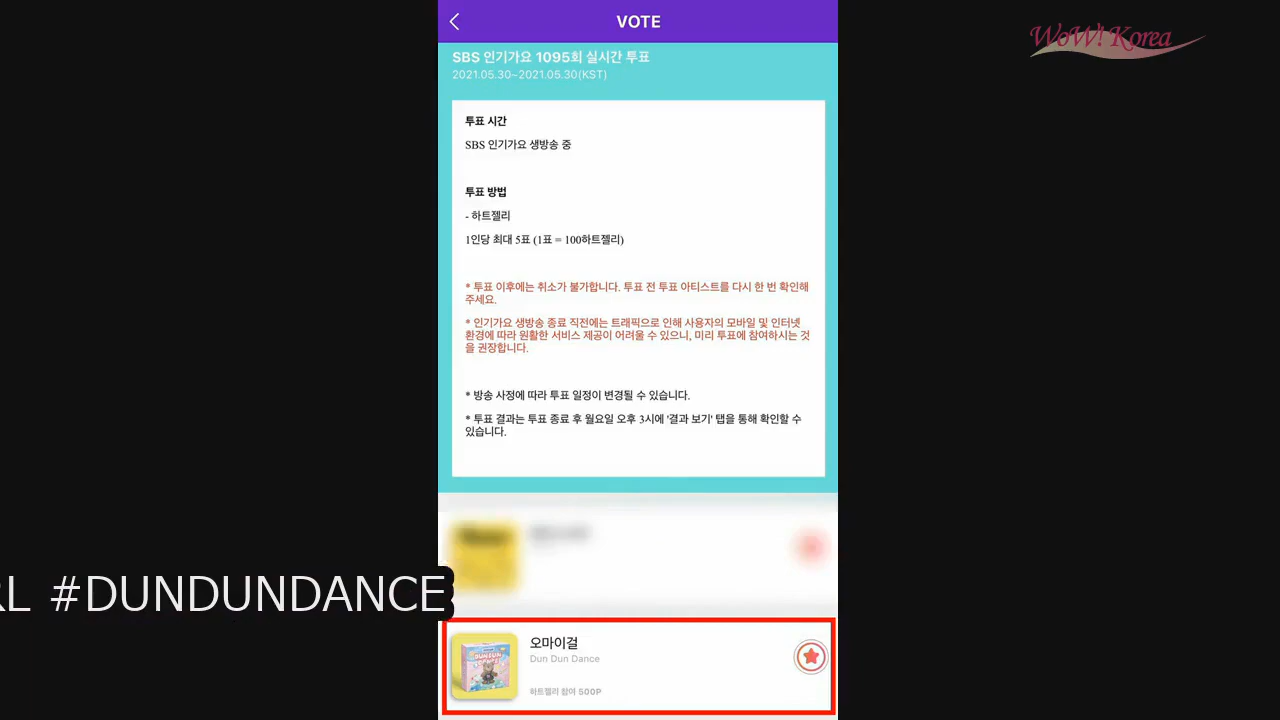 VOTE
WoW! Korea
SBS 인기가요 1095회 실시간 투표
2021.05.30~2021.05.30(KST)
투표 시간
SBS 인기가요 생방송 중
투표 방법
- 하트젤리
1인당 최대 5표 (1표 = 100하트젤리)
* 투표 이후에는 취소가 불가합니다. 투표 전 투표 아티스트를 다시 한 번 확인해
주세요.
* 인기가요 생방송 종료 직전에는 트래픽으로 인해 사용자의 모바일 및 인터넷
환경에 따라 원활한 서비스 제공이 어려울 수 있으니, 미리 투표에 참여하시는 것
을 권장합니다.
* 방송 사정에 따라 투표 일정이 변경될 수 있습니다.
* 투표 결과는 투표 종료 후 월요일 오후 3시에 '결과 보기' 탭을 통해 확인할 수
있습니다.
RL #DUNDUNDANCE
오마이걸
Dun Dun Dance
하트젤리 참여 500P